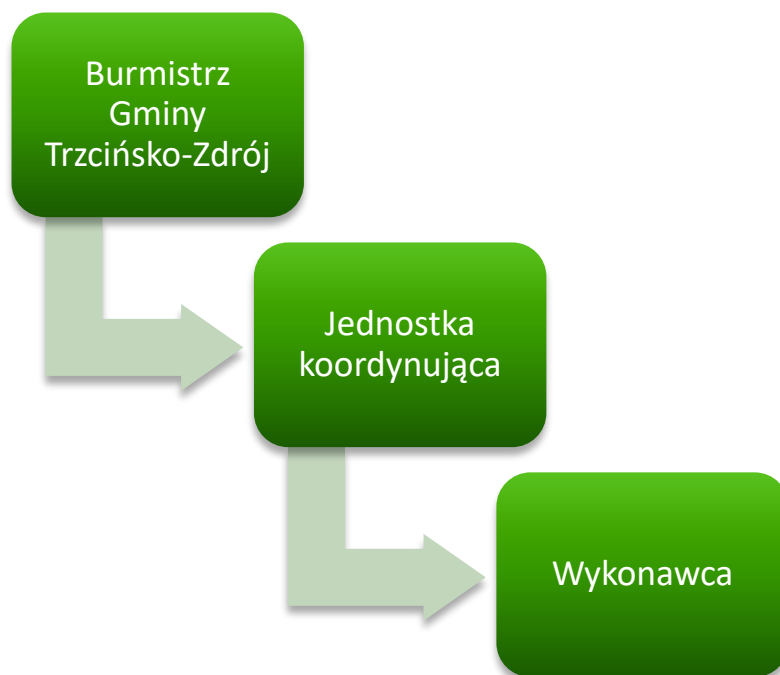 Burmistrz
Gminy
Trzcińsko-Zdrój
Jednostka
koordynująca
Wykonawca